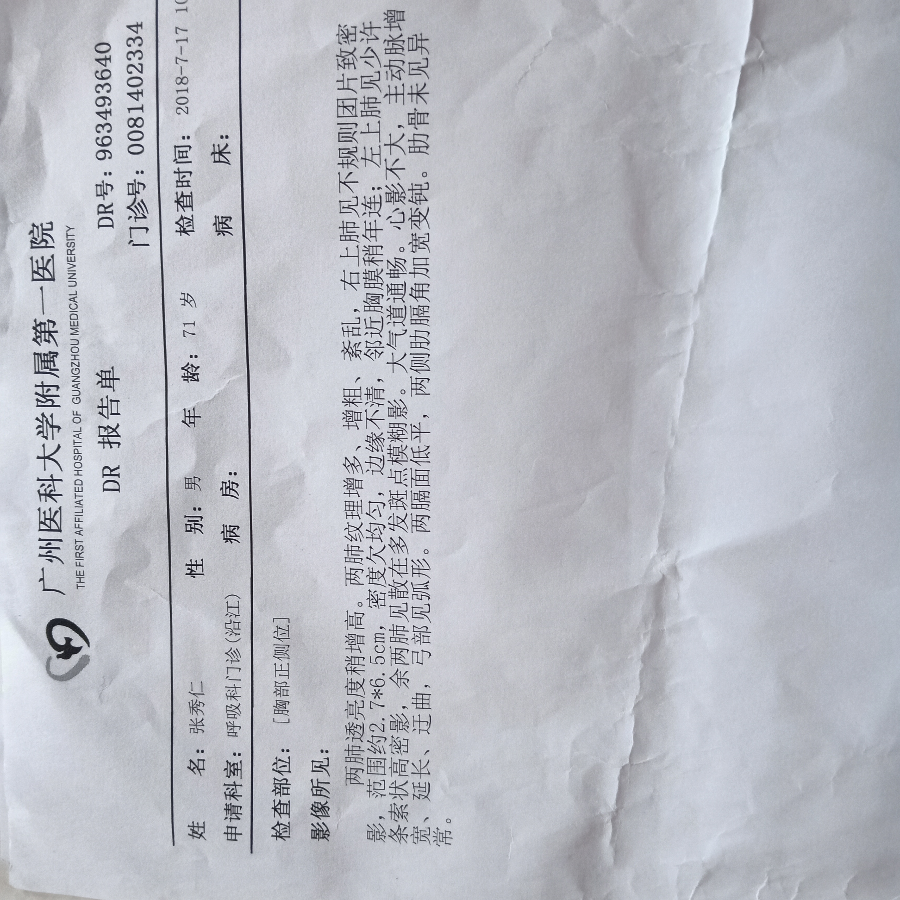 广州医科大学附属第一医院
THE FIRST AFFILIATED HOSPITAL OF GUANGZHOU MEDICAL UNIVERSITY
DR 报告单
DR号: 963493640
门诊号: 0081402334
姓 名: 张秀仁 性 别: 男 年 龄: 71 岁 检查时间: 2018-7-17 10
申请科室: 呼吸科门诊(沿江) 病 房: 病 床:
检查部位: [胸部正侧位]
影像所见:
两肺透亮度稍增高。两肺纹理增多、增粗、紊乱,右上肺见不规则团片致密
影,范围约2.7*6.5cm,密度欠均匀,边缘不清,邻近胸膜稍年连;左上肺见少许
条索状高密影,余两肺见散在多发斑点模糊影。大气道通畅。心影不大,主动脉增
宽、延长、迂曲,弓部见弧形。两膈面低平,两侧肋膈角加宽变钝。肋骨未见异
常。